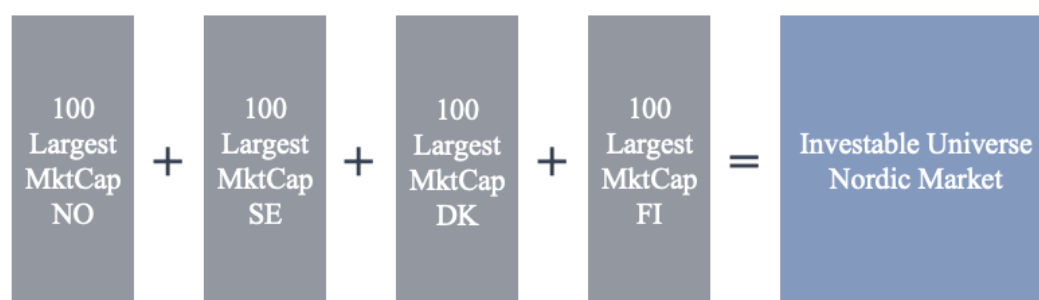 100
Largest
MktCap
NO
+
100
Largest
MktCap
SE
+
100
Largest
MktCap
DK
+
100
Largest
MktCap
FI
=
Investable Universe
Nordic Market